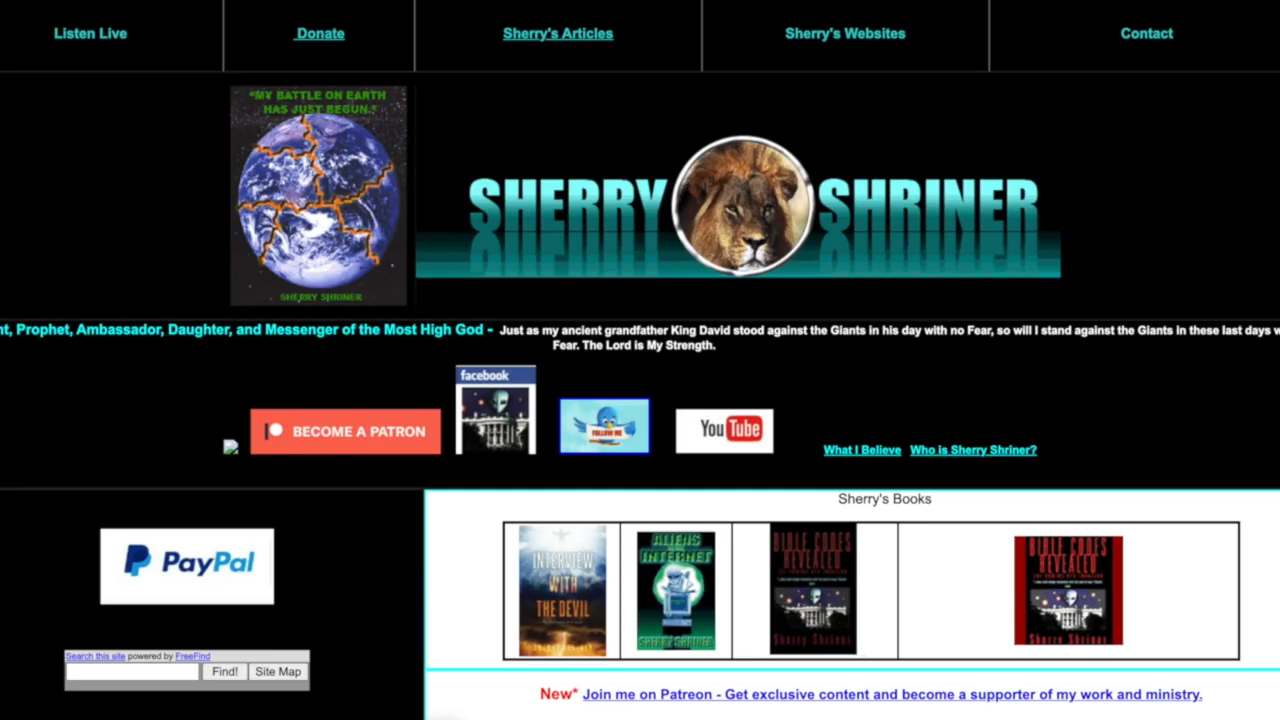 Listen Live
Donate
Sherry's Articles
Sherry's Websites
Contact
"MY BATTLE ON EARTH
HAS JUST BEGUN."
SHERRY SHRINER
SHERRY SHRINER
Prophet, Ambassador, Daughter, and Messenger of the Most High God - Just as my ancient grandfather King David stood against the Giants in his day with no Fear, so will I stand against the Giants in these last days
Fear. The Lord is My Strength.
BECOME A PATRON
facebook
FOLLOW ME
YouTube
What I Believe Who is Sherry Shriner?
PayPal
Search this site powered by FreeFind
Find!
Site Map
Sherry's Books
INTERVIEW
WITH
THE DEVIL
ALIENS
INTERNET
SHERRY SHRINER
BIBLE CODES
REVEALED
Sherry Shriner
BIBLE CODES
REVEALED
Sherry Shriner
New* Join me on Patreon - Get exclusive content and become a supporter of my work and ministry.